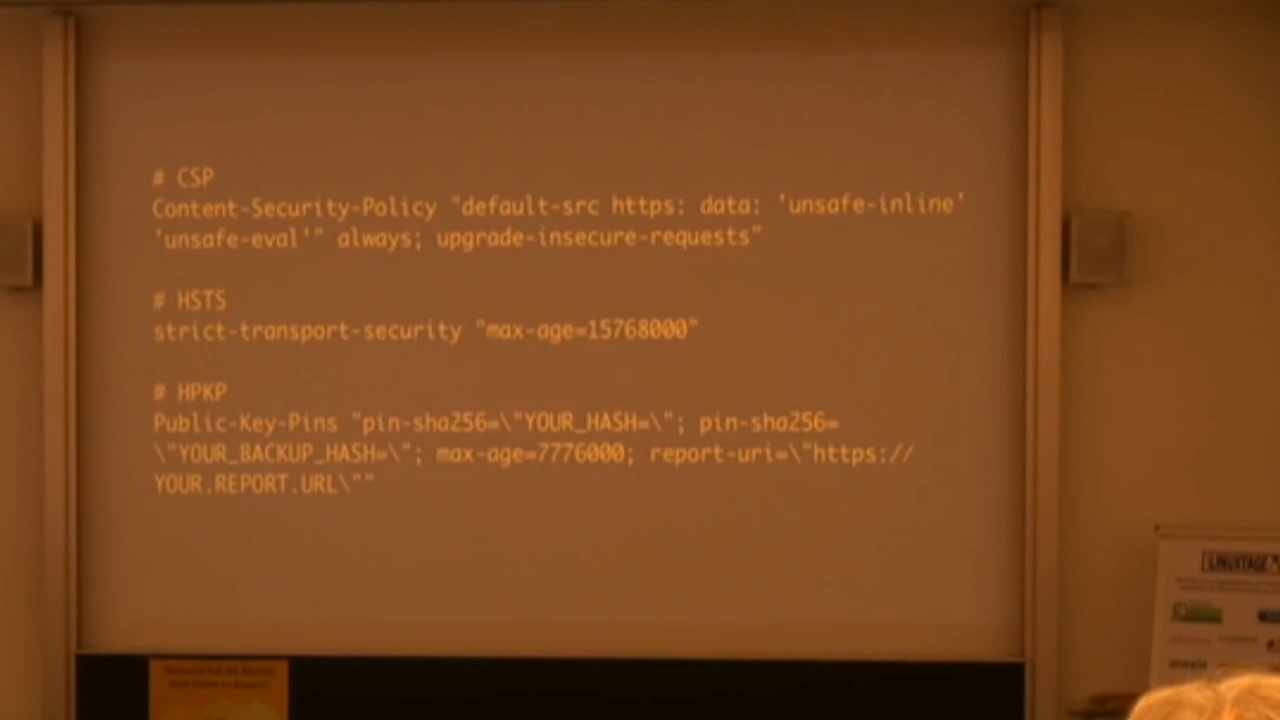 # CSP
Content-Security-Policy "default-src https: data: 'unsafe-inline'
'unsafe-eval'" always; upgrade-insecure-requests"
# HSTS
strict-transport-security "max-age=15768000"
# HPKP
Public-Key-Pins "pin-sha256=\"YOUR_HASH=\"; pin-sha256=
\"YOUR_BACKUP_HASH=\"; max-age=7776000; report-uri=\"https://
YOUR.REPORT.URL\""
LINUXTAGE